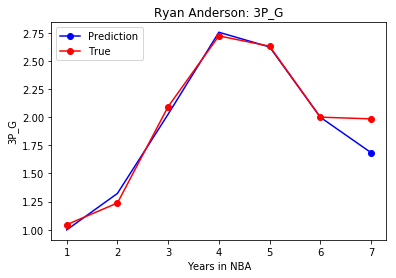 Ryan Anderson: 3P_G
Prediction
True
3P_G
2.75
2.50
2.25
2.00
1.75
1.50
1.25
1.00
1 2 3 4 5 6 7
Years in NBA